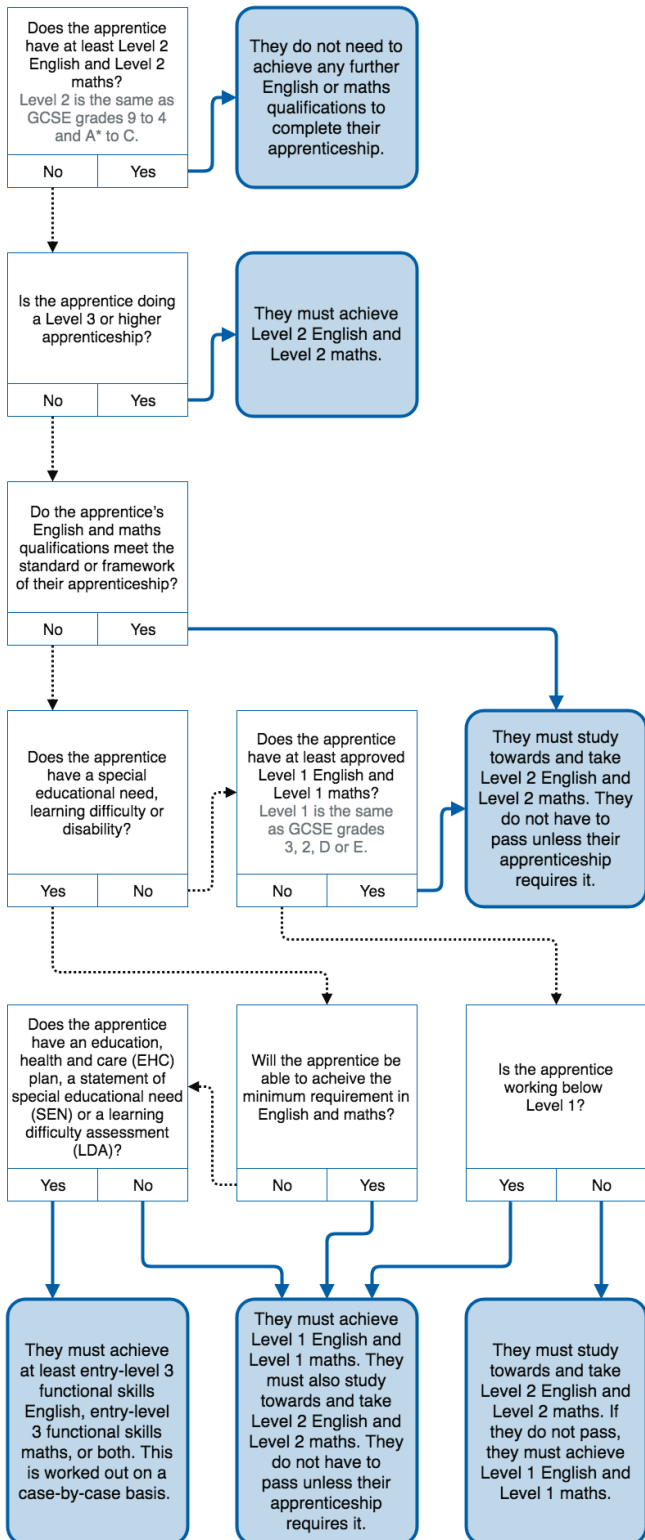 Does the apprentice
have at least Level 2
English and Level 2
maths?
Level 2 is the same as
GCSE grades 9 to 4
and A* to C.
No
Yes
They do not need to
achieve any further
English or maths
qualifications to
complete their
apprenticeship.
Is the apprentice doing
a Level 3 or higher
apprenticeship?
No
Yes
They must achieve
Level 2 English and
Level 2 maths.
Do the apprentice’s
English and maths
qualifications meet the
standard or framework
of their apprenticeship?
No
Yes
Does the apprentice
have a special
educational need,
learning difficulty or
disability?
Yes
No
Does the apprentice
have at least approved
Level 1 English and
Level 1 maths?
Level 1 is the same
as GCSE grades
3, 2, D or E.
No
Yes
They must study
towards and take
Level 2 English and
Level 2 maths. They
do not have to
pass unless their
apprenticeship
requires it.
Does the apprentice
have an education,
health and care (EHC)
plan, a statement of
special educational need
(SEN) or a learning
difficulty assessment
(LDA)?
Yes
No
Will the apprentice be
able to acheive the
minimum requirement in
English and maths?
No
Yes
Is the apprentice
working below
Level 1?
Yes
No
They must achieve
at least entry-level 3
functional skills
English, entry-level
3 functional skills
maths, or both. This
is worked out on a
case-by-case basis.
They must achieve
Level 1 English and
Level 1 maths. They
must also study
towards and take
Level 2 English and
Level 2 maths. They
do not have to
pass unless their
apprenticeship
requires it.
They must study
towards and take
Level 2 English and
Level 2 maths. If
they do not pass,
they must achieve
Level 1 English and
Level 1 maths.